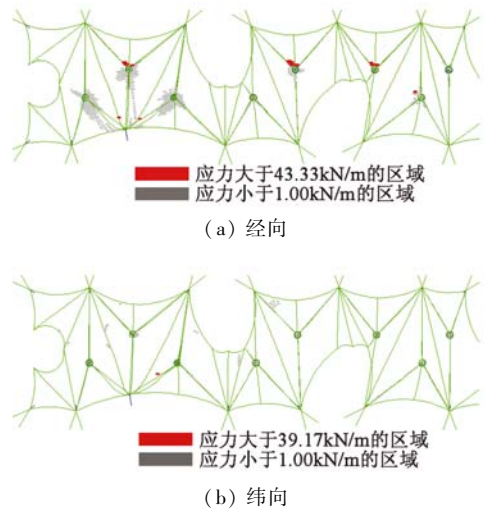 应力大于43.33kN/m的区域
应力小于1.00kN/m的区域
(a) 经向
应力大于39.17kN/m的区域
应力小于1.00kN/m的区域
(b) 纬向